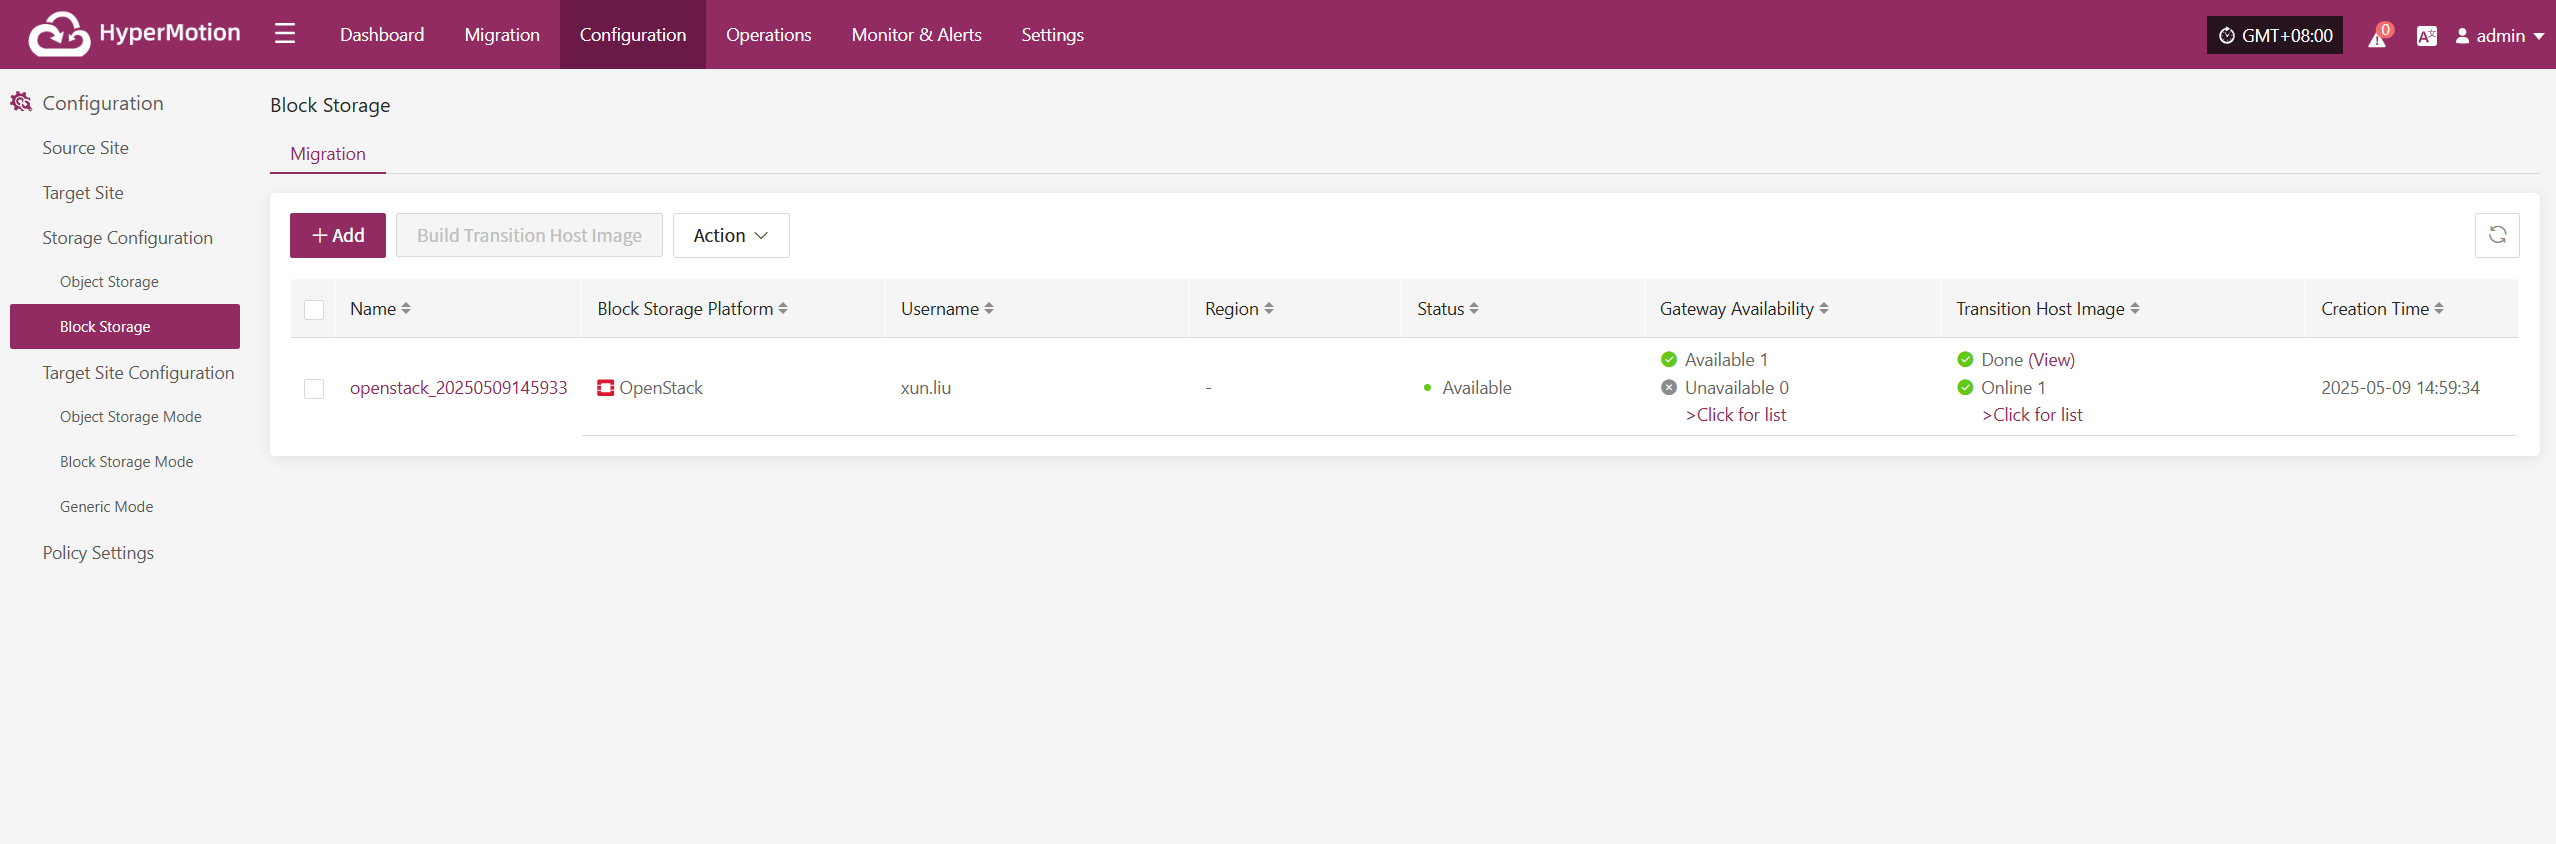 HyperMotion
Dashboard Migration Configuration Operations Monitor & Alerts Settings
GMT+08:00 0 admin
Configuration
Source Site
Target Site
Storage Configuration
Object Storage
Block Storage
Target Site Configuration
Object Storage Mode
Block Storage Mode
Generic Mode
Policy Settings
Block Storage
Migration
Add Build Transition Host Image Action
Name Block Storage Platform Username Region Status Gateway Availability Transition Host Image Creation Time
openstack_20250509145933 OpenStack xun.liu - Available
Available 1
Unavailable 0
>Click for list
Done (View)
Online 1
>Click for list
2025-05-09 14:59:34